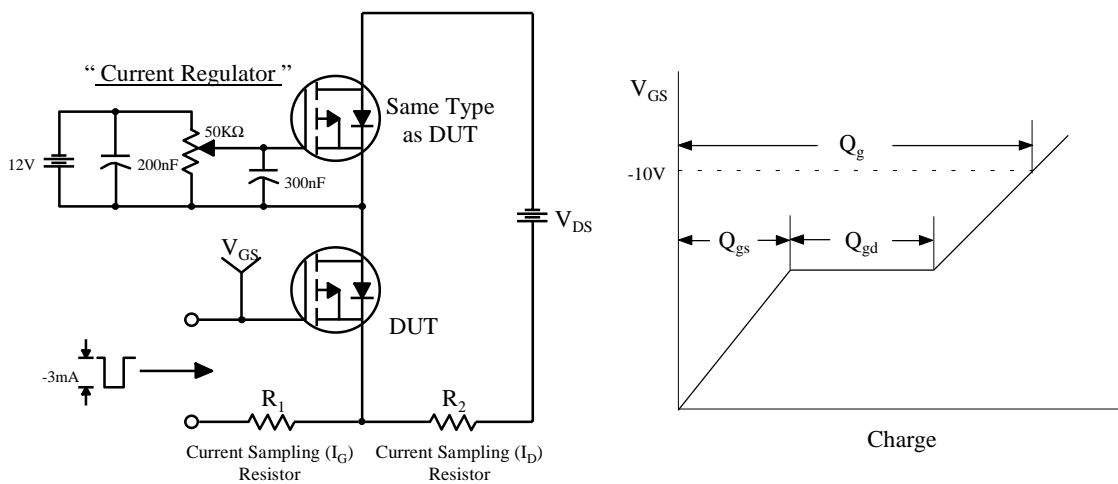 “ Current Regulator ”
Same Type
as DUT
50KΩ
12V
200nF
300nF
V_DS
V_GS
DUT
-3mA
R_1
R_2
Current Sampling (I_G)
Resistor
Current Sampling (I_D)
Resistor
V_GS
Q_g
-10V
Q_gs
Q_gd
Charge